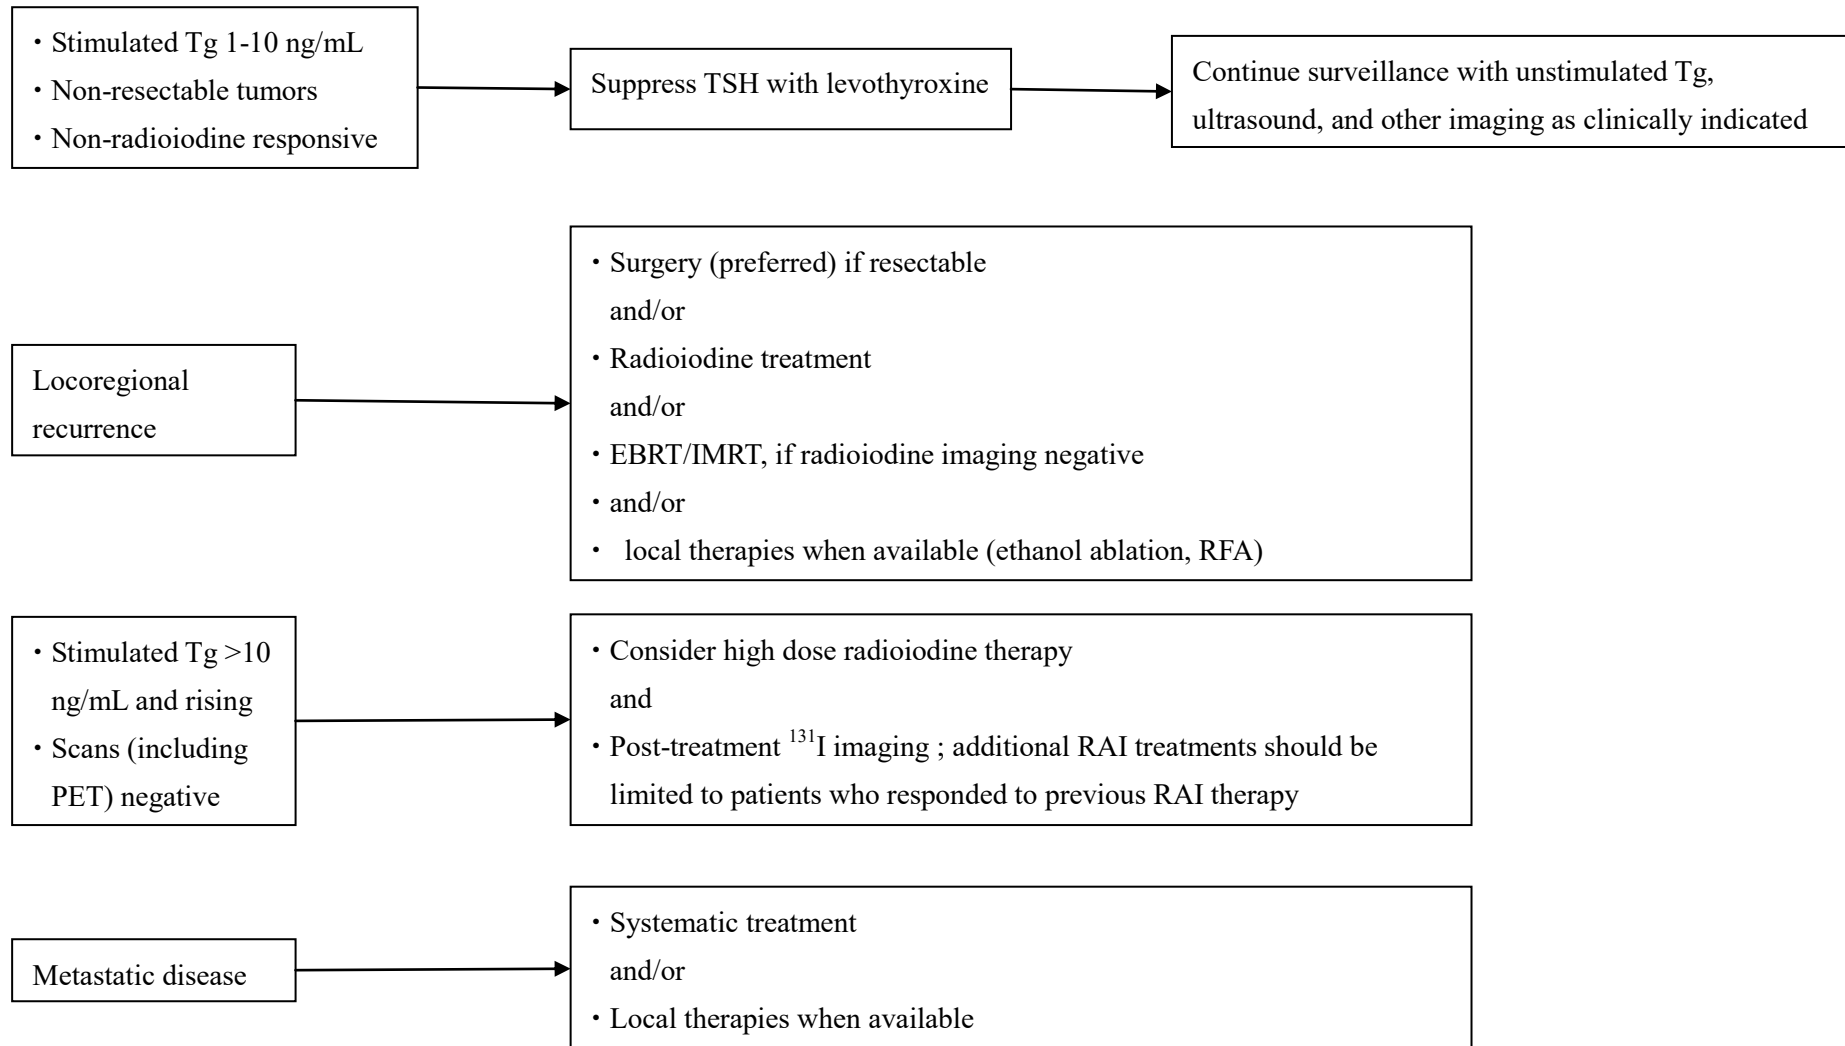 ・Stimulated Tg 1-10 ng/mL
・Non-resectable tumors
・Non-radioiodine responsive
Suppress TSH with levothyroxine
Continue surveillance with unstimulated Tg,
ultrasound, and other imaging as clinically indicated
Locoregional
recurrence
・Surgery (preferred) if resectable
and/or
・Radioiodine treatment
and/or
・EBRT/IMRT, if radioiodine imaging negative
・and/or
・ local therapies when available (ethanol ablation, RFA)
・Stimulated Tg >10
ng/mL and rising
・Scans (including
PET) negative
・Consider high dose radioiodine therapy
and
・Post-treatment ¹³¹I imaging ; additional RAI treatments should be
limited to patients who responded to previous RAI therapy
Metastatic disease
・Systematic treatment
and/or
・Local therapies when available